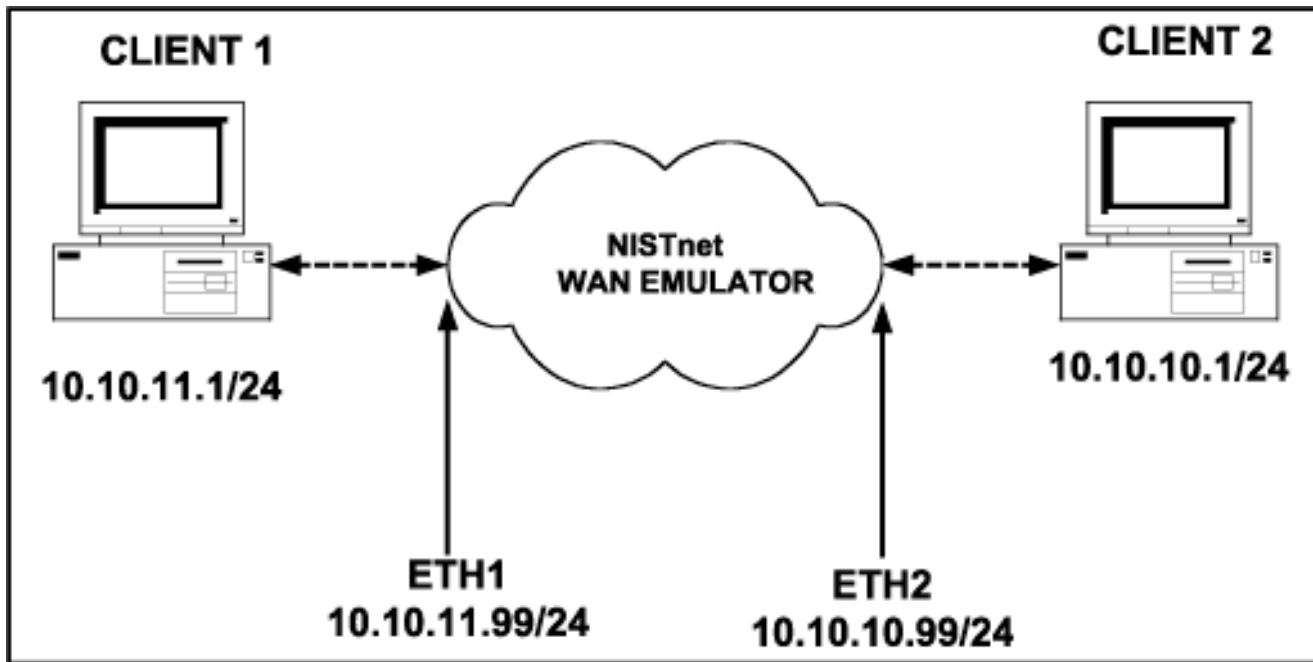 CLIENT 1
CLIENT 2
NISTnet
WAN EMULATOR
10.10.11.1/24
10.10.10.1/24
ETH1
10.10.11.99/24
ETH2
10.10.10.99/24